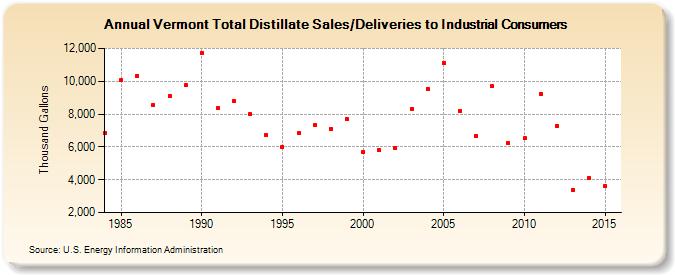 Annual Vermont Total Distillate Sales/Deliveries to Industrial Consumers
Thousand Gallons
12,000
10,000
8,000
6,000
4,000
2,000
1985 1990 1995 2000 2005 2010 2015
Source: U.S. Energy Information Administration